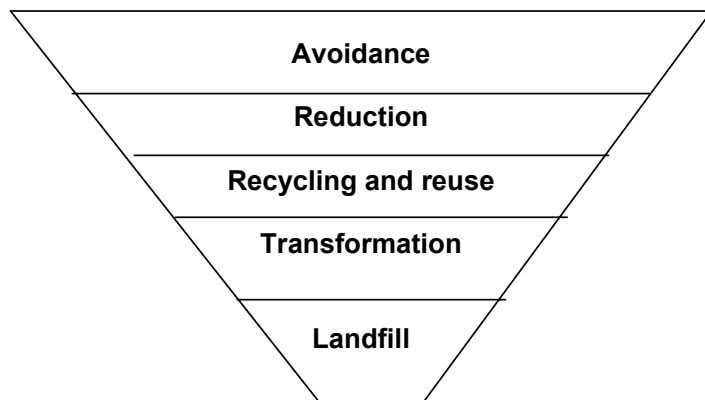 Avoidance
Reduction
Recycling and reuse
Transformation
Landfill